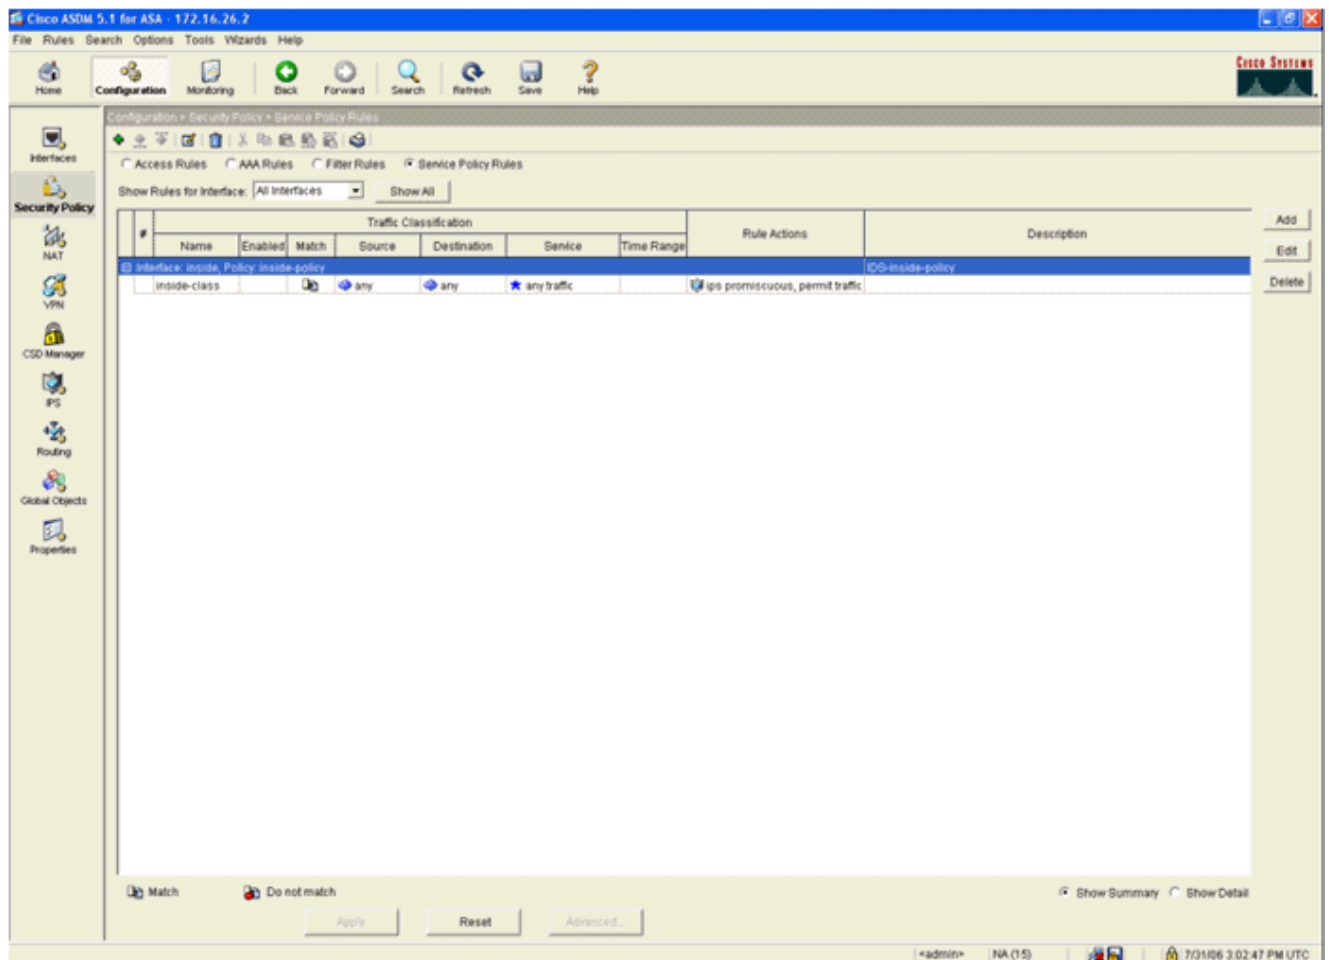 Cisco ASDM 5.1 for ASA - 172.16.26.2
File Rules Search Options Tools Wizards Help
Home Configuration Monitoring Back Forward Search Refresh Save Help
CISCO SYSTEMS
Configuration > Security Policy > Service Policy Rules
Interfaces
Security Policy
NAT
VPN
CSD Manager
IPS
Routing
Global Objects
Properties
Access Rules AAA Rules Filter Rules Service Policy Rules
Show Rules for Interface: All Interfaces Show All
# Traffic Classification Rule Actions Description
Name Enabled Match Source Destination Service Time Range
Interface: inside, Policy: inside-policy IDS-inside-policy
inside-class any any any traffic ips promiscuous, permit traffic
Add
Edit
Delete
Match Do not match Show Summary Show Detail
Apply Reset Advanced...
<admin> NA (15) 7/31/06 3:02:47 PM UTC